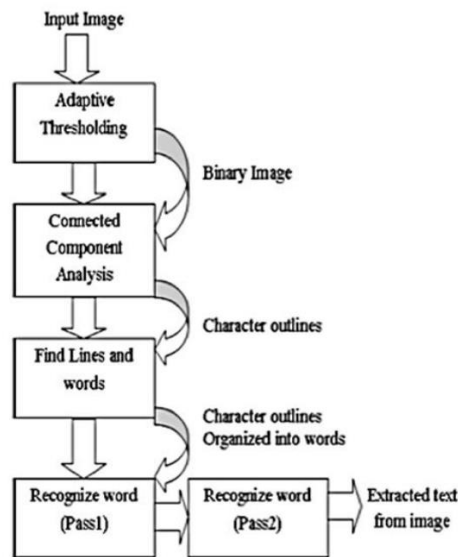 Input Image
Adaptive
Thresholding
Binary Image
Connected
Component
Analysis
Character outlines
Find Lines and
words
Character outlines
Organized into words
Recognize word
(Pass1)
Recognize word
(Pass2)
Extracted text
from image